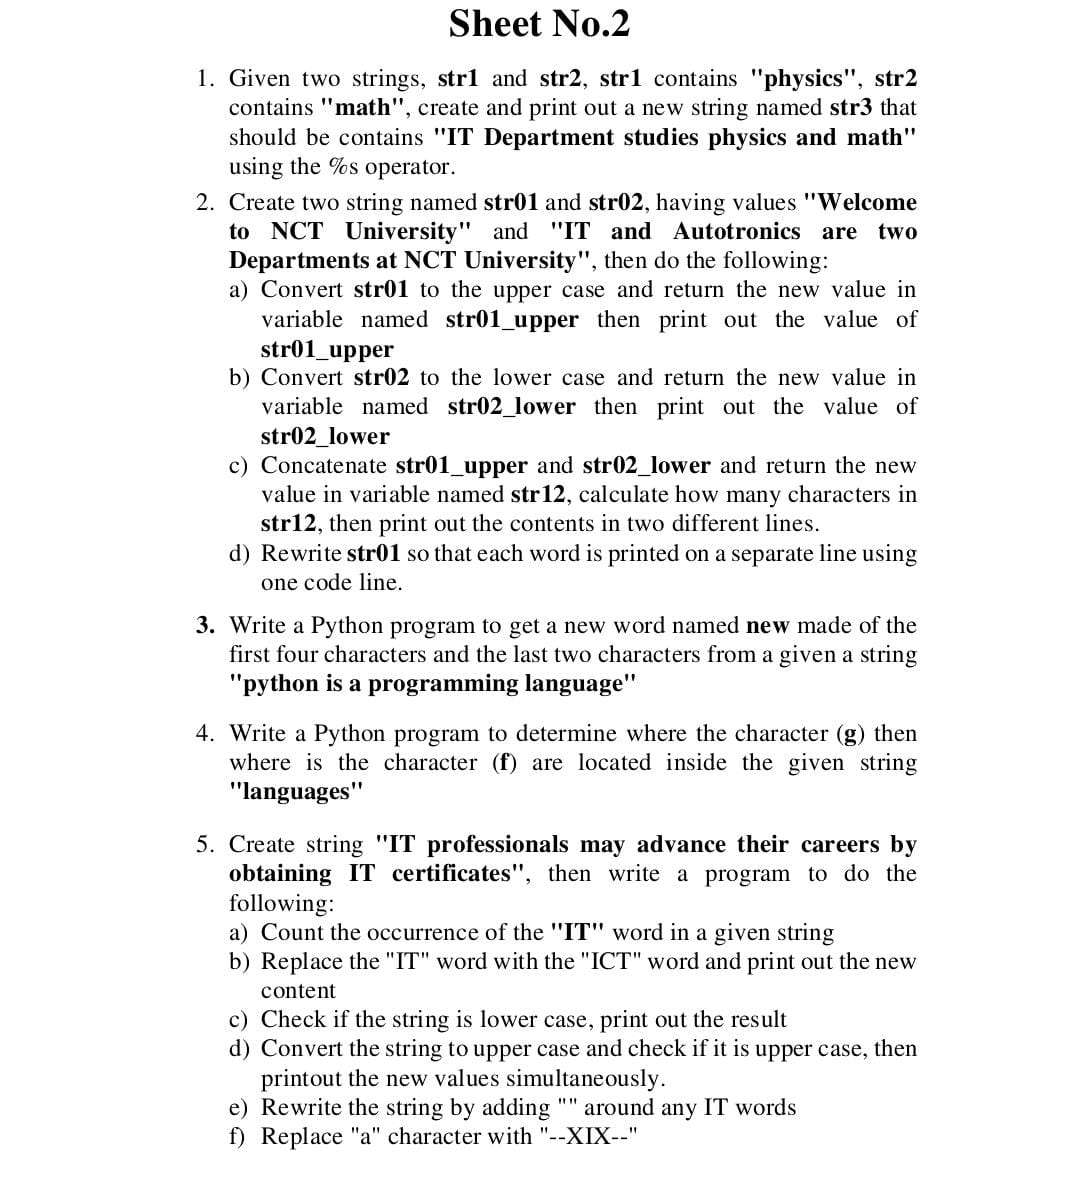 Sheet No.2
1. Given two strings, str1 and str2, str1 contains "physics", str2
contains "math", create and print out a new string named str3 that
should be contains "IT Department studies physics and math"
using the %s operator.
2. Create two string named str01 and str02, having values "Welcome
to NCT University" and "IT and Autotronics are two
Departments at NCT University", then do the following:
a) Convert str01 to the upper case and return the new value in
variable named str01_upper then print out the value of
str01_upper
b) Convert str02 to the lower case and return the new value in
variable named str02_lower then print out the value of
str02_lower
c) Concatenate str01_upper and str02_lower and return the new
value in variable named str12, calculate how many characters in
str12, then print out the contents in two different lines.
d) Rewrite str01 so that each word is printed on a separate line using
one code line.
3. Write a Python program to get a new word named new made of the
first four characters and the last two characters from a given a string
"python is a programming language"
4. Write a Python program to determine where the character (g) then
where is the character (f) are located inside the given string
"languages"
5. Create string "IT professionals may advance their careers by
obtaining IT certificates", then write a program to do the
following:
a) Count the occurrence of the "IT" word in a given string
b) Replace the "IT" word with the "ICT" word and print out the new
content
c) Check if the string is lower case, print out the result
d) Convert the string to upper case and check if it is upper case, then
printout the new values simultaneously.
e) Rewrite the string by adding "" around any IT words
f) Replace "a" character with "--XIX--"